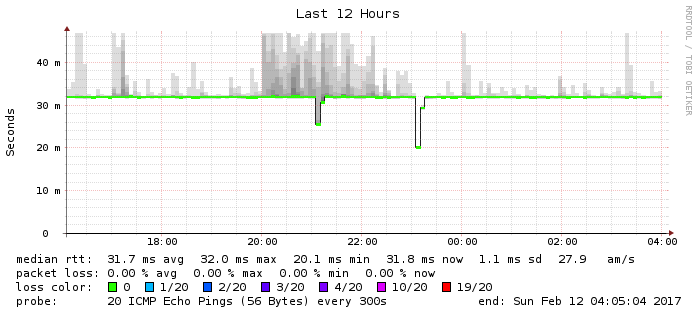 Last 12 Hours
RRDTOOL / TOBI OETIKER
Seconds
40 m
30 m
20 m
10 m
0
18:00 20:00 22:00 00:00 02:00 04:00
median rtt: 31.7 ms avg 32.0 ms max 20.1 ms min 31.8 ms now 1.1 ms sd 27.9 am/s
packet loss: 0.00 % avg 0.00 % max 0.00 % min 0.00 % now
loss color: 0 1/20 2/20 3/20 4/20 10/20 19/20
probe: 20 ICMP Echo Pings (56 Bytes) every 300s end: Sun Feb 12 04:05:04 2017